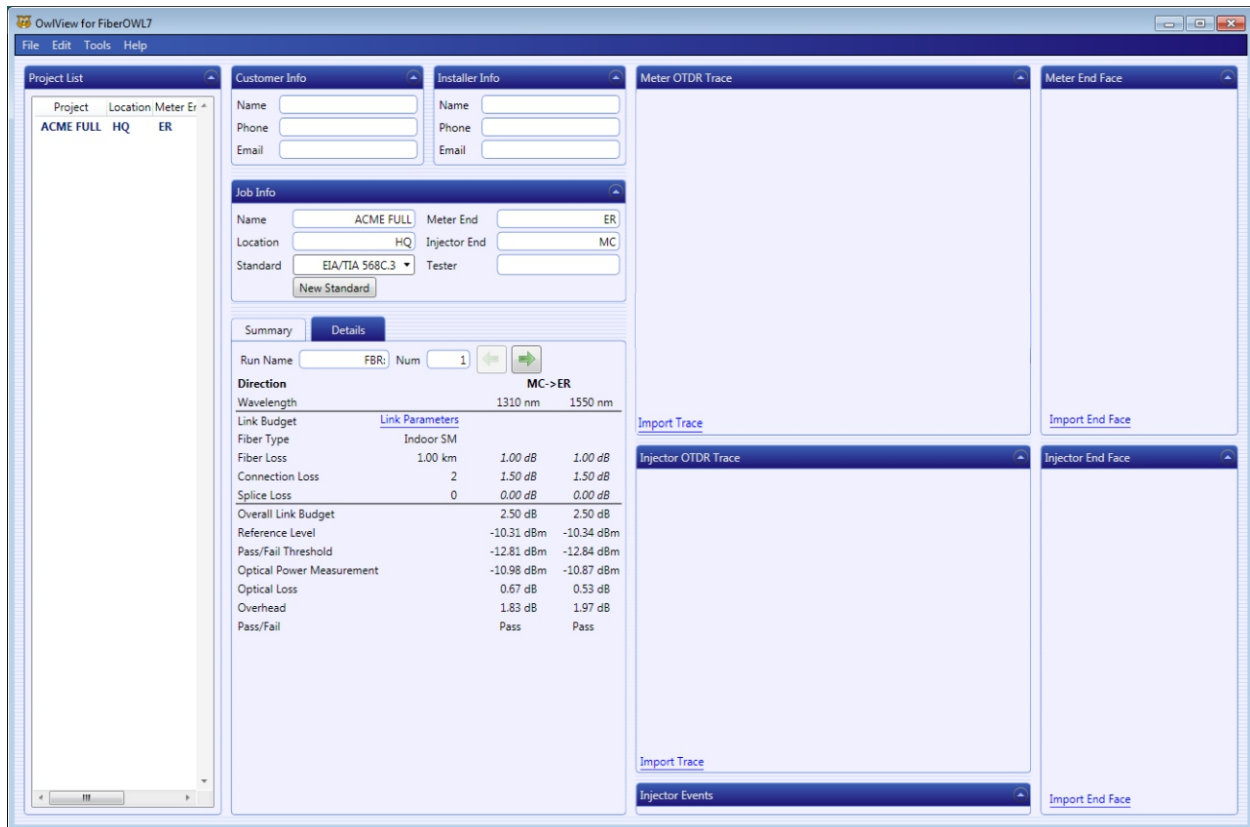 OwlView for FiberOWL7
File Edit Tools Help
Project List
Project Location Meter Er
ACME FULL HQ ER
Customer Info
Name
Phone
Email
Installer Info
Name
Phone
Email
Job Info
Name ACME FULL Meter End ER
Location HQ Injector End MC
Standard EIA/TIA 568C.3 Tester
New Standard
Summary Details
Run Name FBR: Num 1
Direction MC->ER
Wavelength 1310 nm 1550 nm
Link Budget Link Parameters
Fiber Type Indoor SM
Fiber Loss 1.00 km 1.00 dB 1.00 dB
Connection Loss 2 1.50 dB 1.50 dB
Splice Loss 0 0.00 dB 0.00 dB
Overall Link Budget 2.50 dB 2.50 dB
Reference Level -10.31 dBm -10.34 dBm
Pass/Fail Threshold -12.81 dBm -12.84 dBm
Optical Power Measurement -10.98 dBm -10.87 dBm
Optical Loss 0.67 dB 0.53 dB
Overhead 1.83 dB 1.97 dB
Pass/Fail Pass Pass
Meter OTDR Trace
Import Trace
Meter End Face
Import End Face
Injector OTDR Trace
Import Trace
Injector End Face
Import End Face
Injector Events